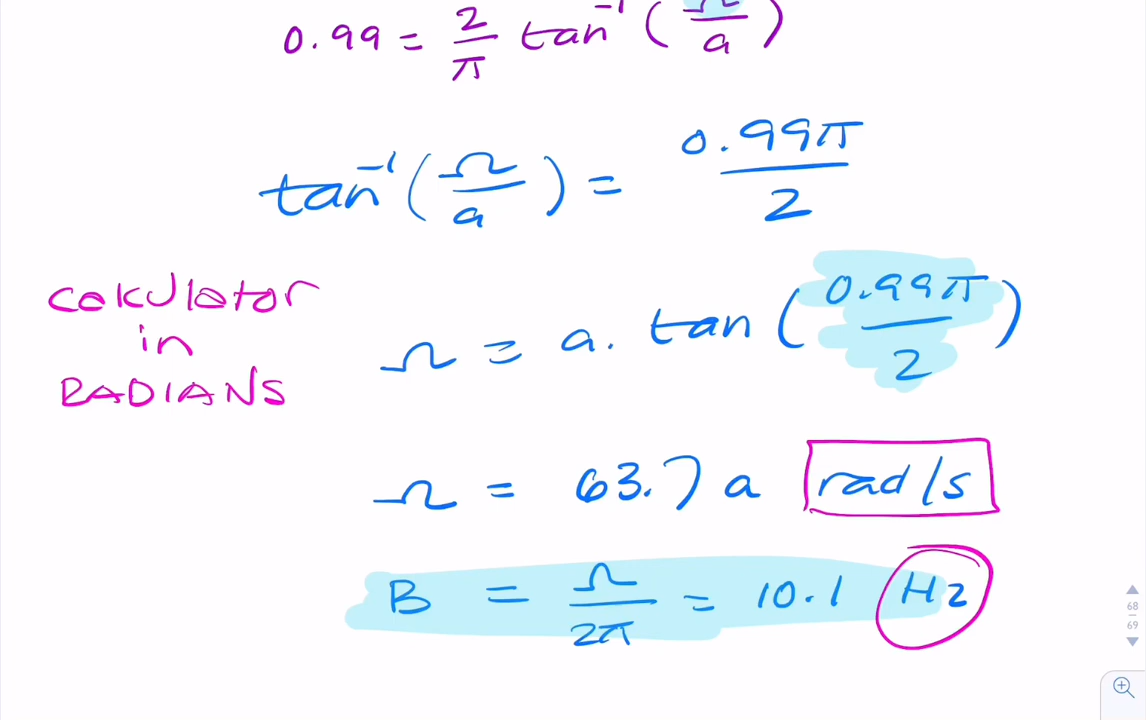 0.99 = 2/π tan⁻¹ (Ω/a)
tan⁻¹ (Ω/a) = 0.99π/2
calculator
in
RADIANS
Ω = a. tan (0.99π/2)
Ω = 63.7 a rad/s
B = Ω/2π = 10.1 Hz
68
69